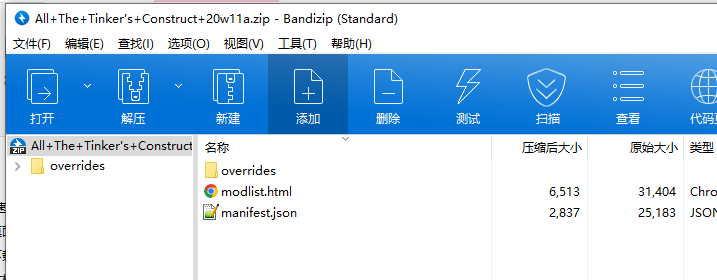 All+The+Tinker's+Construct+20w11a.zip - Bandizip (Standard)
文件(F) 编辑(E) 查找(I) 选项(O) 视图(V) 工具(T) 帮助(H)
打开 解压 新建 添加 删除 测试 扫描 查看 代码
All+The+Tinker's+Construct 名称 压缩后大小 原始大小 类型
ZIP
overrides overrides
modlist.html 6,513 31,404 Chro
manifest.json 2,837 25,183 JSON